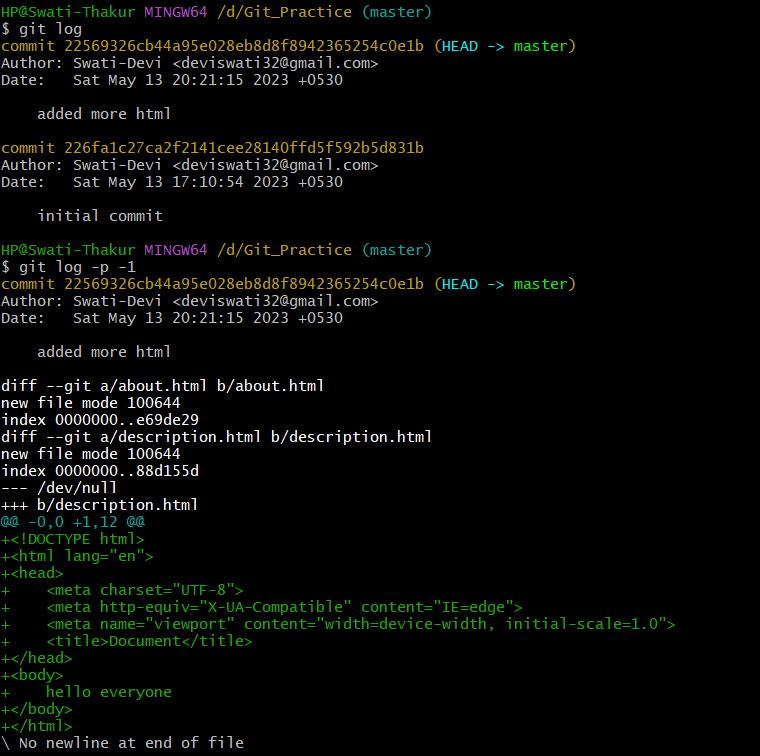 HP@Swati-Thakur MINGW64 /d/Git_Practice (master)
$ git log
commit 22569326cb44a95e028eb8d8f8942365254c0e1b (HEAD -> master)
Author: Swati-Devi <deviswati32@gmail.com>
Date:   Sat May 13 20:21:15 2023 +0530

    added more html

commit 226fa1c27ca2f2141cee28140ffd5f592b5d831b
Author: Swati-Devi <deviswati32@gmail.com>
Date:   Sat May 13 17:10:54 2023 +0530

    initial commit

HP@Swati-Thakur MINGW64 /d/Git_Practice (master)
$ git log -p -1
commit 22569326cb44a95e028eb8d8f8942365254c0e1b (HEAD -> master)
Author: Swati-Devi <deviswati32@gmail.com>
Date:   Sat May 13 20:21:15 2023 +0530

    added more html

diff --git a/about.html b/about.html
new file mode 100644
index 0000000..e69de29
diff --git a/description.html b/description.html
new file mode 100644
index 0000000..88d155d
--- /dev/null
+++ b/description.html
@@ -0,0 +1,12 @@
+<!DOCTYPE html>
+<html lang="en">
+<head>
+    <meta charset="UTF-8">
+    <meta http-equiv="X-UA-Compatible" content="IE=edge">
+    <meta name="viewport" content="width=device-width, initial-scale=1.0">
+    <title>Document</title>
+</head>
+<body>
+    hello everyone
+</body>
+</html>
\ No newline at end of file